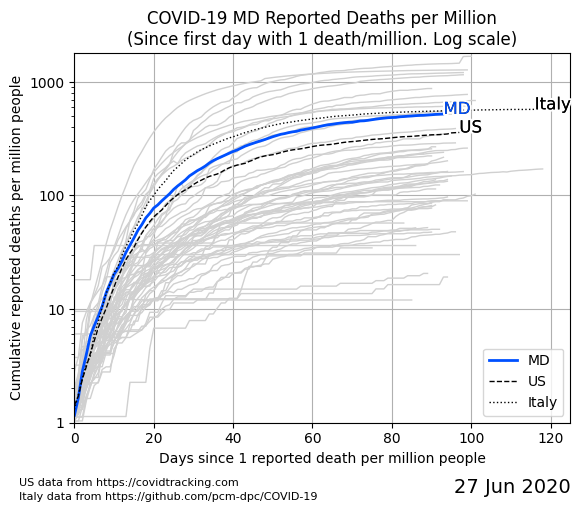 COVID-19 MD Reported Deaths per Million
(Since first day with 1 death/million. Log scale)
Cumulative reported deaths per million people
1000
100
10
1
MD
US
Italy
MD
US
Italy
0 20 40 60 80 100 120
Days since 1 reported death per million people
US data from https://covidtracking.com
Italy data from https://github.com/pcm-dpc/COVID-19
27 Jun 2020